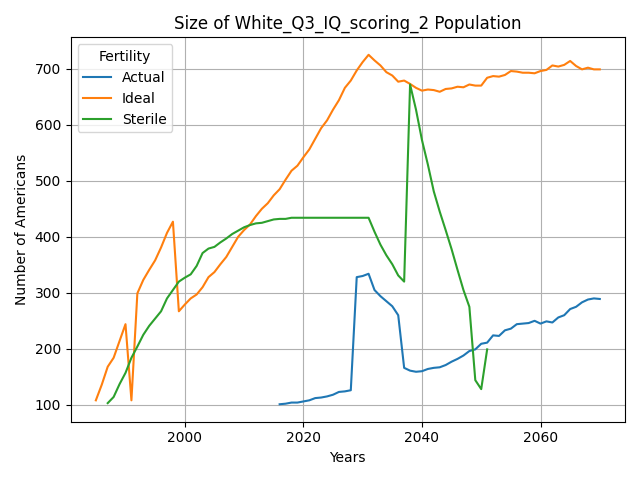 Size of White_Q3_IQ_scoring_2 Population
Number of Americans
700
600
500
400
300
200
100
Fertility
Actual
Ideal
Sterile
2000
2020
2040
2060
Years